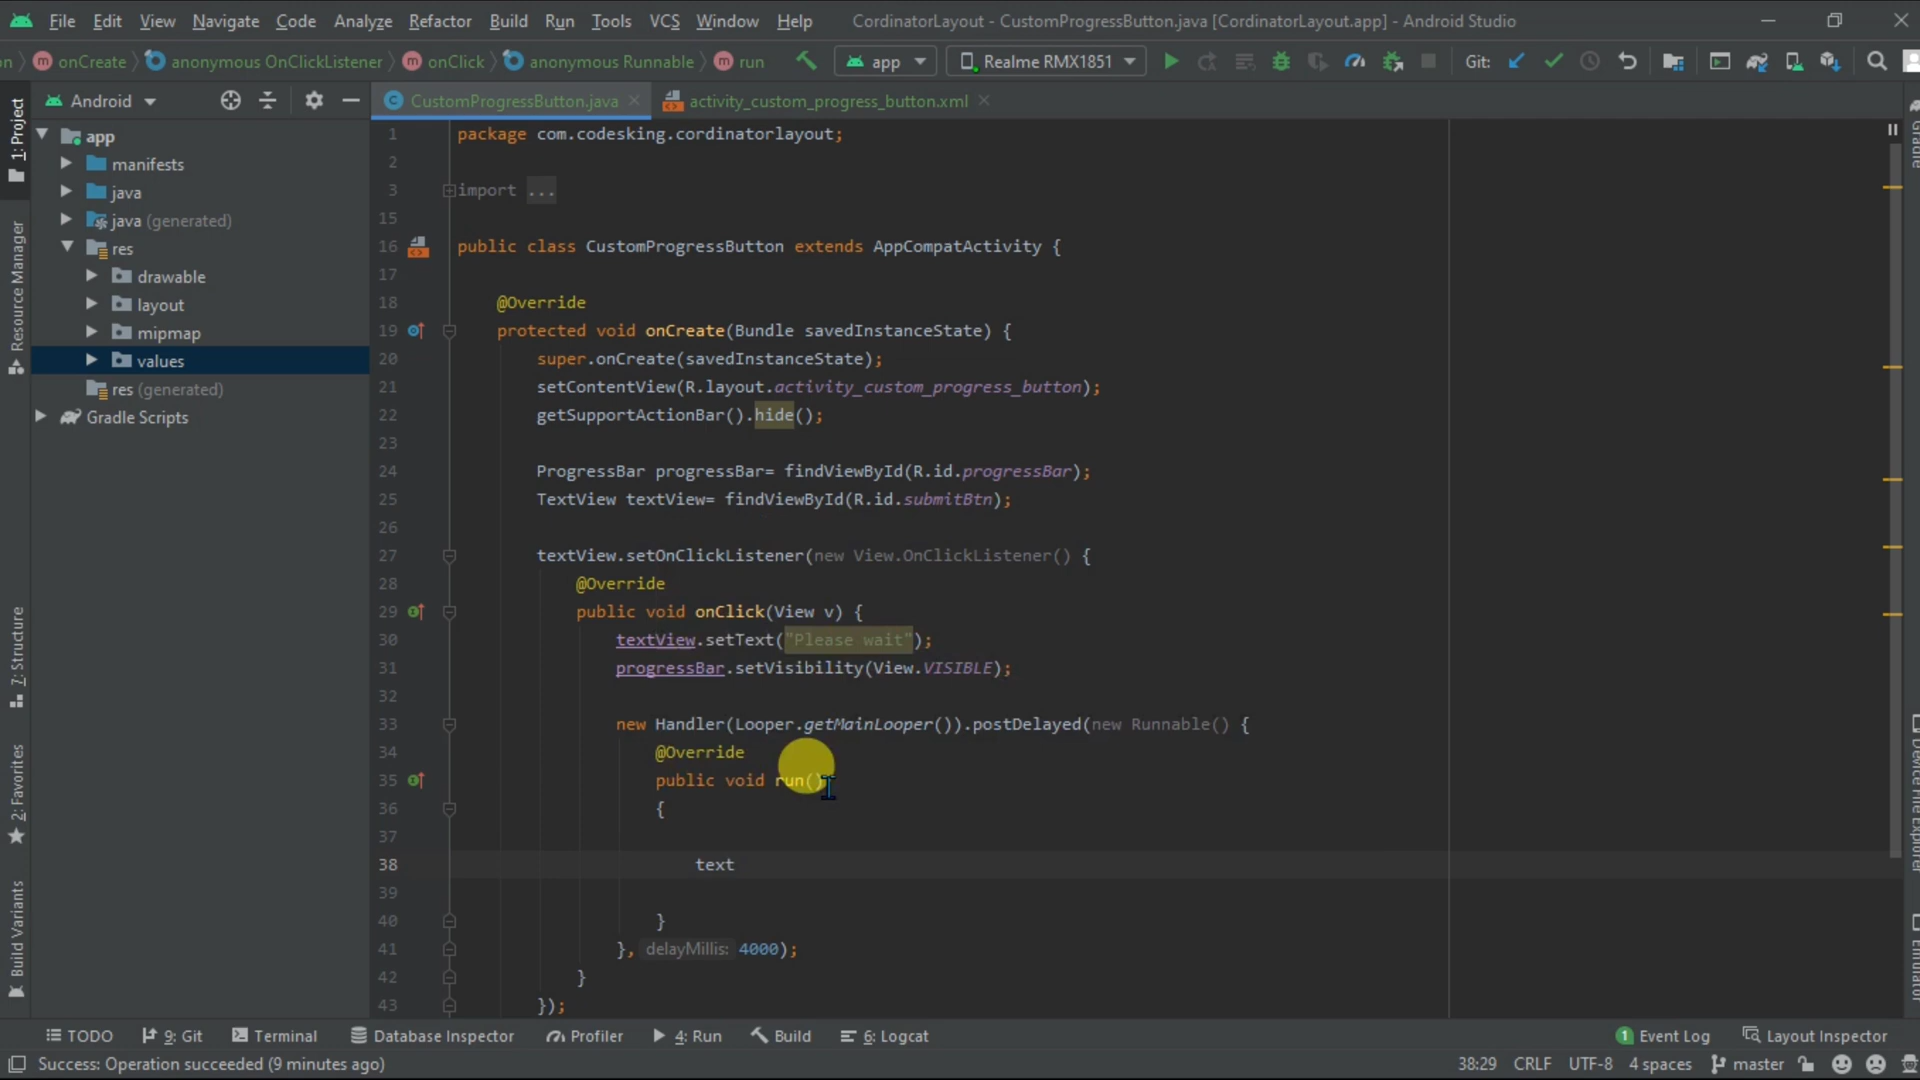 File Edit View Navigate Code Analyze Refactor Build Run Tools VCS Window Help CordinatorLayout - CustomProgressButton.java [CordinatorLayout.app] - Android Studio
onCreate anonymous OnClickListener onClick anonymous Runnable run app Realme RMX1851 Git:
Android
CustomProgressButton.java
activity_custom_progress_button.xml
1: Project
Resource Manager
7: Structure
2: Favorites
Build Variants
app
manifests
java
java (generated)
res
drawable
layout
mipmap
values
res (generated)
Gradle Scripts
1 package com.codesking.cordinatorlayout;
2
3 import ...
15
16 public class CustomProgressButton extends AppCompatActivity {
17
18 @Override
19 protected void onCreate(Bundle savedInstanceState) {
20 super.onCreate(savedInstanceState);
21 setContentView(R.layout.activity_custom_progress_button);
22 getSupportActionBar().hide();
23
24 ProgressBar progressBar= findViewById(R.id.progressBar);
25 TextView textView= findViewById(R.id.submitBtn);
26
27 textView.setOnClickListener(new View.OnClickListener() {
28 @Override
29 public void onClick(View v) {
30 textView.setText("Please wait");
31 progressBar.setVisibility(View.VISIBLE);
32
33 new Handler(Looper.getMainLooper()).postDelayed(new Runnable() {
34 @Override
35 public void run()
36 {
37
38 text
39
40 }
41 }, delayMillis: 4000);
42 }
43 });
Gradle
Device File Explorer
Emulator
TODO 9: Git Terminal Database Inspector Profiler 4: Run Build 6: Logcat 1 Event Log Layout Inspector
Success: Operation succeeded (9 minutes ago) 38:29 CRLF UTF-8 4 spaces master